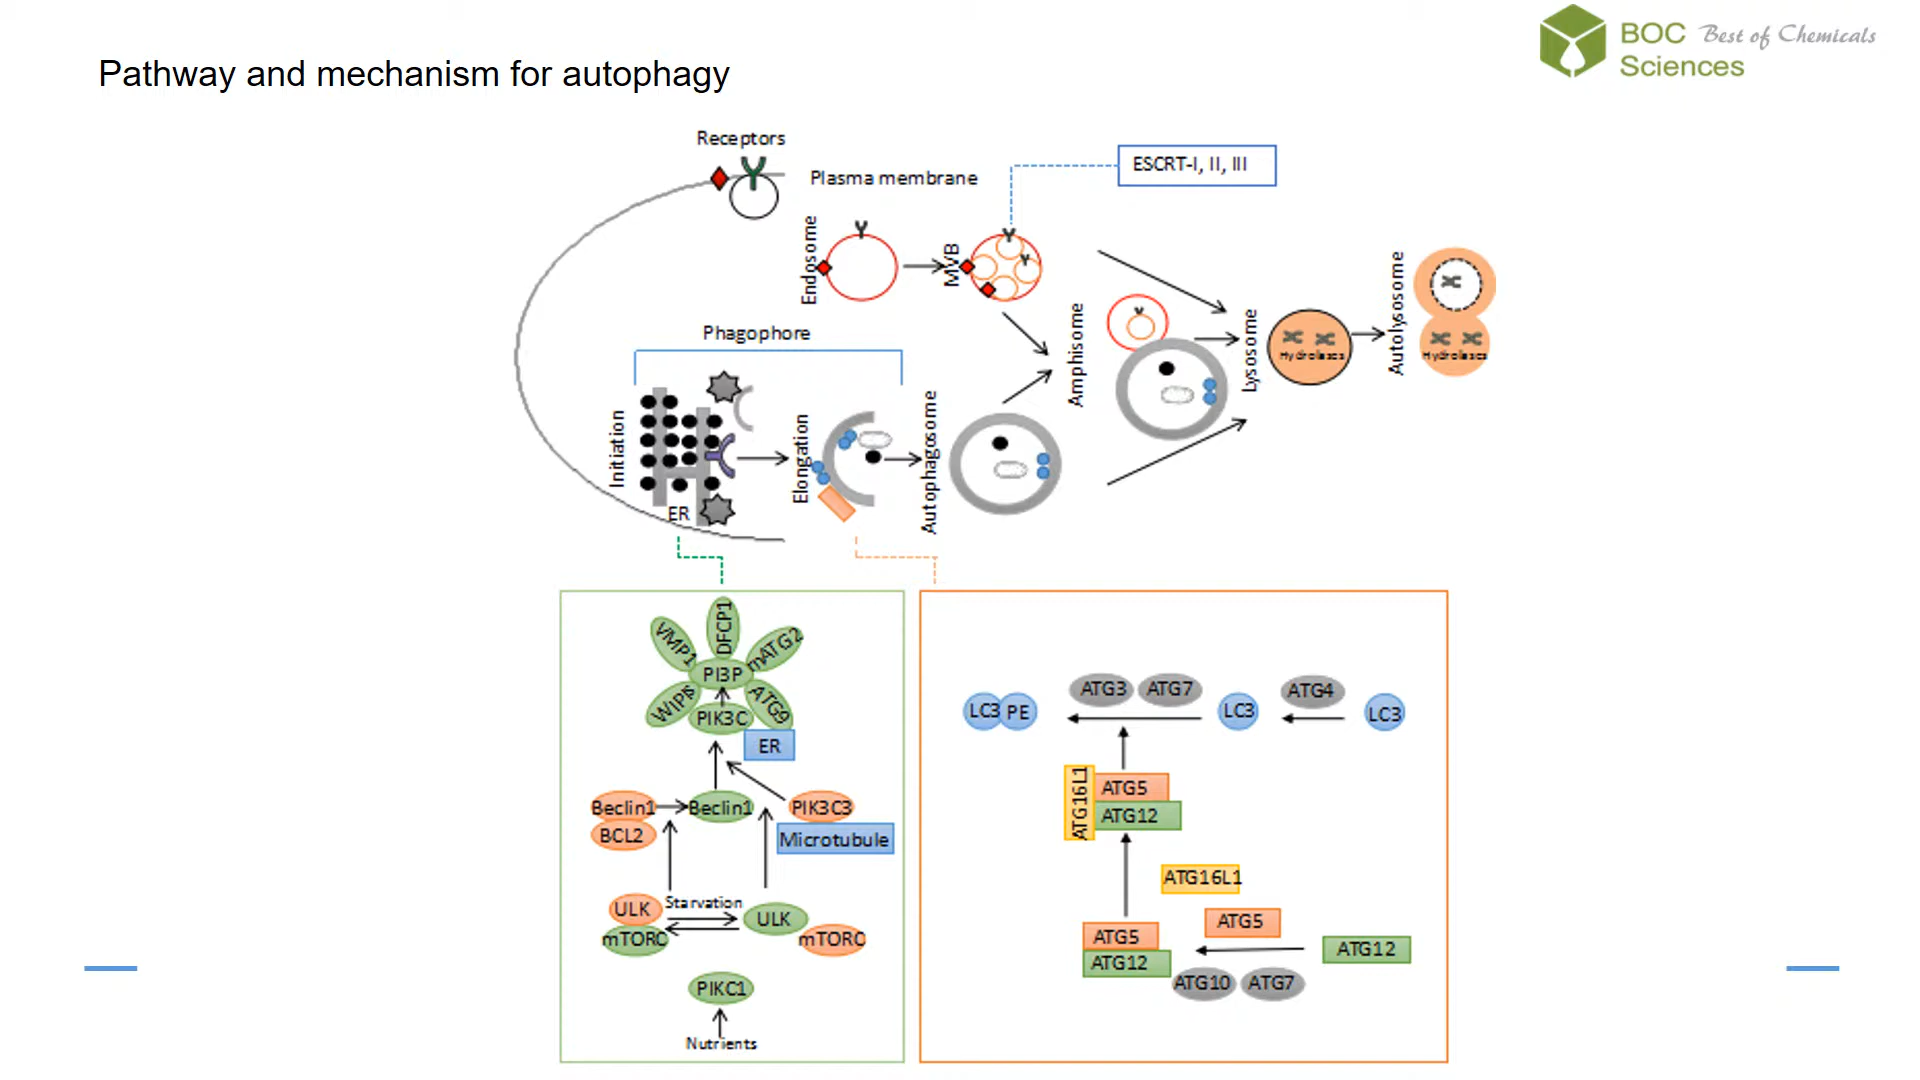 BOC Best of Chemicals
Sciences
Pathway and mechanism for autophagy
Receptors
Plasma membrane
ESCRT-I, II, III
Endosome
MVB
Phagophore
Amphisome
Lysosome
Hydrolases
Autolysosome
Hydrolases
Initiation
ER
Elongation
Autophagosome
VMP1
DFCP1
mATG2
PI3P
WIPIs
PIK3C
ATG9
ER
Beclin1
Beclin1
PIK3C3
BCL2
Microtubule
ULK
Starvation
ULK
mTORC
mTORC
PIKC1
Nutrients
ATG3
ATG7
ATG4
LC3
PE
LC3
LC3
ATG16L1
ATG5
ATG12
ATG16L1
ATG5
ATG5
ATG12
ATG12
ATG10
ATG7